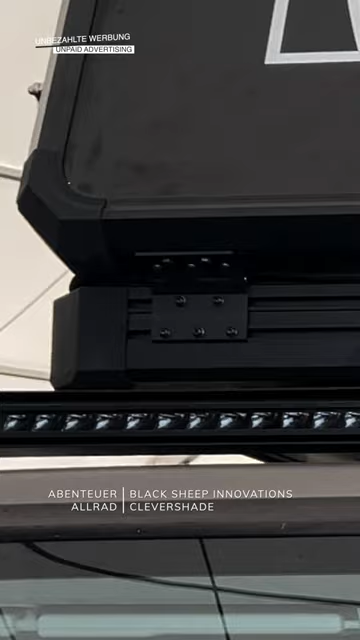 UNBEZAHLTE WERBUNG
UNPAID ADVERTISING
ABENTEUER | BLACK SHEEP INNOVATIONS
ALLRAD | CLEVERSHADE